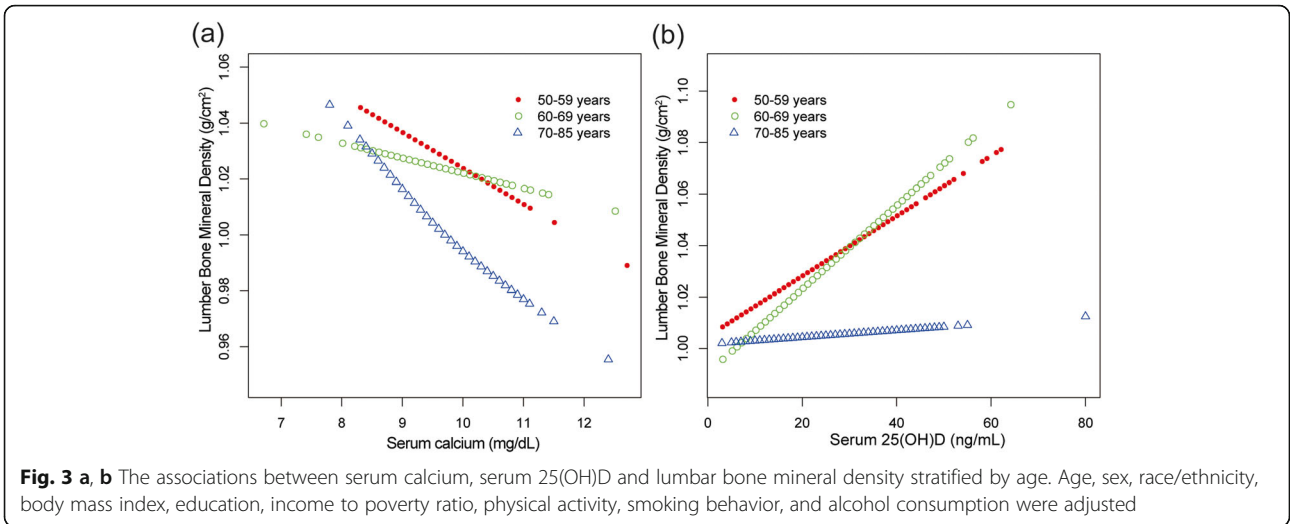 (a)
Lumber Bone Mineral Density (g/cm²)
1.06
1.04
1.02
1.00
0.98
0.96
50-59 years
60-69 years
70-85 years
7 8 9 10 11 12
Serum calcium (mg/dL)
(b)
Lumber Bone Mineral Density (g/cm²)
1.10
1.08
1.06
1.04
1.02
1.00
50-59 years
60-69 years
70-85 years
0 20 40 60 80
Serum 25(OH)D (ng/mL)
Fig. 3 a, b The associations between serum calcium, serum 25(OH)D and lumbar bone mineral density stratified by age. Age, sex, race/ethnicity,
body mass index, education, income to poverty ratio, physical activity, smoking behavior, and alcohol consumption were adjusted